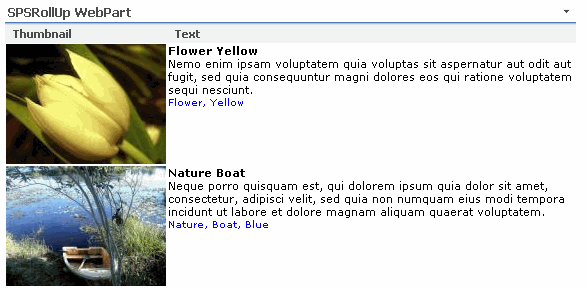 SPSRollUp WebPart
Thumbnail Text
Flower Yellow
Nemo enim ipsam voluptatem quia voluptas sit aspernatur aut odit aut
fugit, sed quia consequuntur magni dolores eos qui ratione voluptatem
sequi nesciunt.
Flower, Yellow
Nature Boat
Neque porro quisquam est, qui dolorem ipsum quia dolor sit amet,
consectetur, adipisci velit, sed quia non numquam eius modi tempora
incidunt ut labore et dolore magnam aliquam quaerat voluptatem.
Nature, Boat, Blue